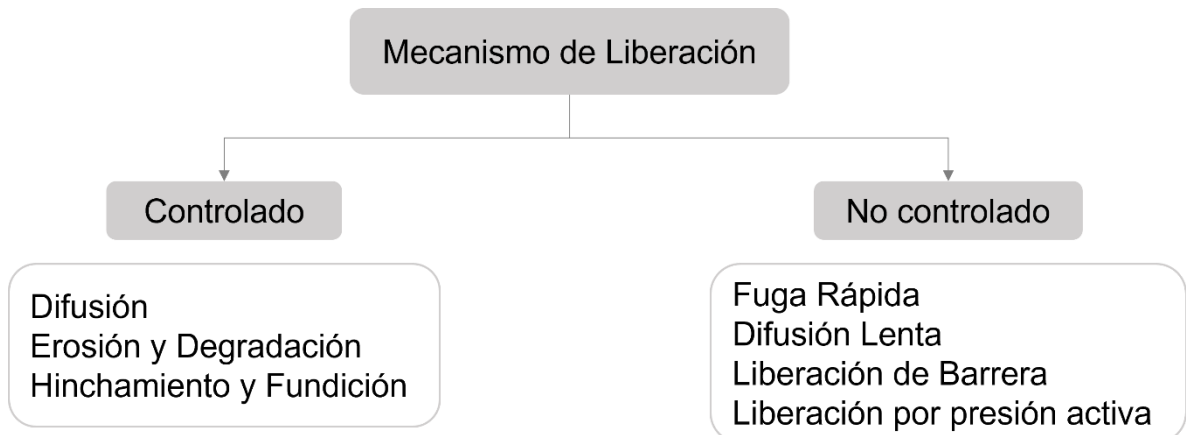 Mecanismo de Liberación
Controlado
No controlado
Difusión
Erosión y Degradación
Hinchamiento y Fundición
Fuga Rápida
Difusión Lenta
Liberación de Barrera
Liberación por presión activa